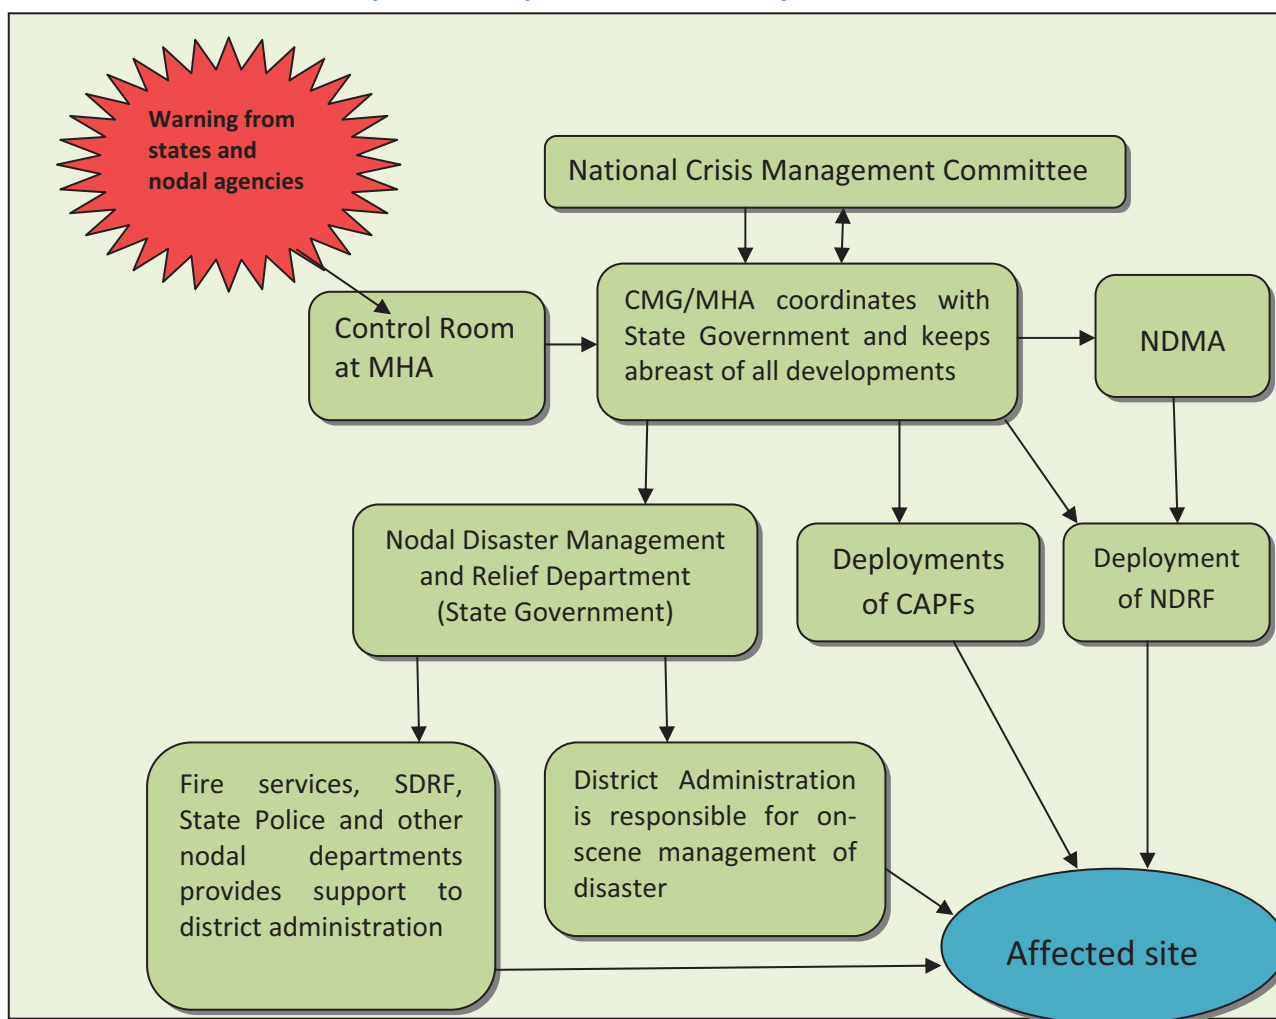 Warning from
states and
nodal agencies
National Crisis Management Committee
Control Room
at MHA
CMG/MHA coordinates with
State Government and keeps
abreast of all developments
NDMA
Nodal Disaster Management
and Relief Department
(State Government)
Deployments
of CAPFs
Deployment
of NDRF
Fire services, SDRF,
State Police and other
nodal departments
provides support to
district administration
District Administration
is responsible for on-
scene management of
disaster
Affected site